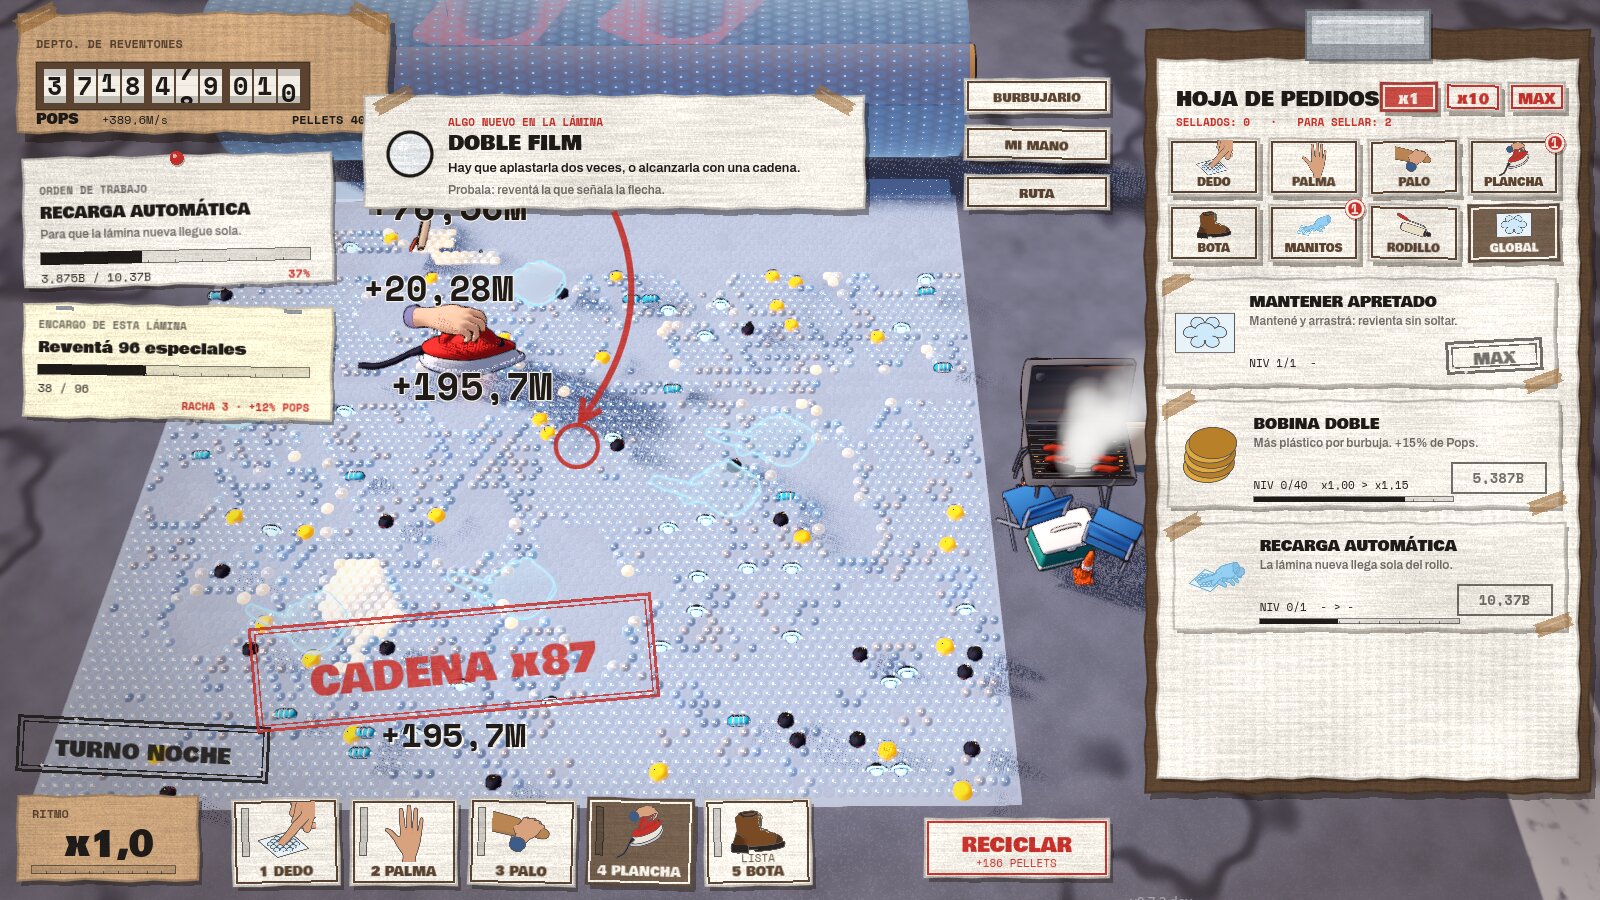 DEPTO. DE REVENTONES
3 718 4 9 010
POPS +389,6M/s PELLETS 40
ORDEN DE TRABAJO
RECARGA AUTOMÁTICA
Para que la lámina nueva llegue sola.
3,875B / 10,37B 37%
ENCARGO DE ESTA LÁMINA
Reventá 96 especiales
38 / 96
RACHA 3 · +12% POPS
ALGO NUEVO EN LA LÁMINA
DOBLE FILM
Hay que aplastarla dos veces, o alcanzarla con una cadena.
Probala: reventá la que señala la flecha.
+20,28M
+195,7M
CADENA x87
+195,7M
TURNO NOCHE
RITMO
x1,0
1 DEDO
2 PALMA
3 PALO
4 PLANCHA
LISTA
5 BOTA
RECICLAR
+186 PELLETS
BURBUJARIO
MI MANO
RUTA
HOJA DE PEDIDOS x1 x10 MAX
SELLADOS: 0 · PARA SELLAR: 2
DEDO
PALMA
PALO
PLANCHA
1
BOTA
MANITOS
1
RODILLO
GLOBAL
MANTENER APRETADO
Mantené y arrastrá: revienta sin soltar.
NIV 1/1 -
MAX
BOBINA DOBLE
Más plástico por burbuja. +15% de Pops.
NIV 0/40 x1,00 > x1,15
5,387B
RECARGA AUTOMÁTICA
La lámina nueva llega sola del rollo.
NIV 0/1 - > -
10,37B